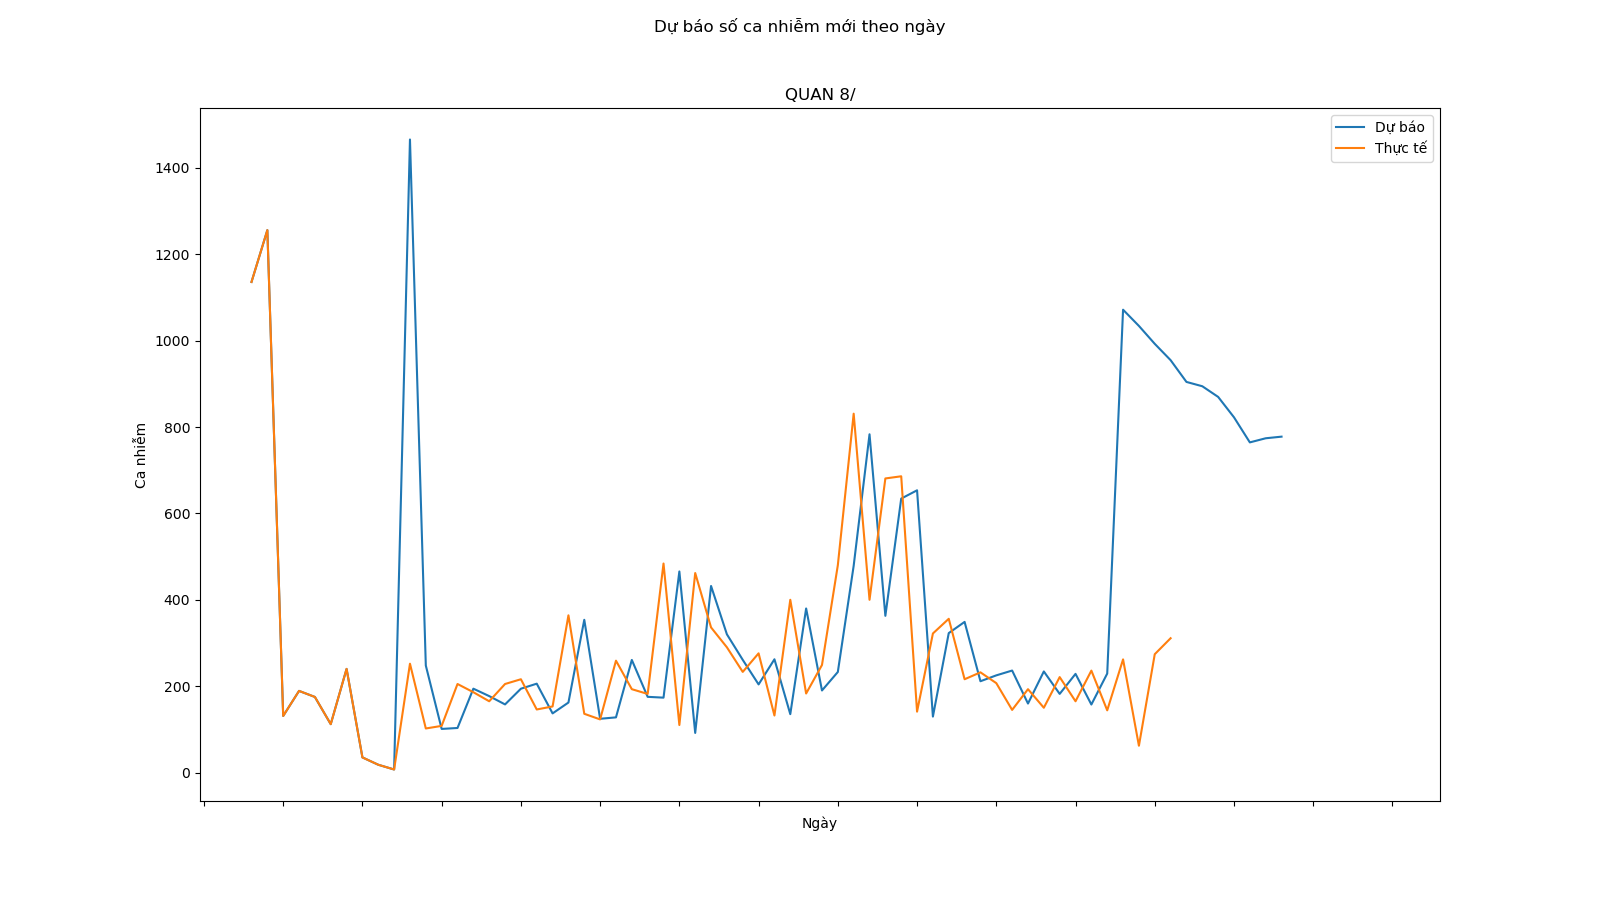 Dự báo số ca nhiễm mới theo ngày
QUAN 8/
Dự báo
Thực tế
1400
1200
1000
800
600
400
200
0
Ca nhiễm
Ngày